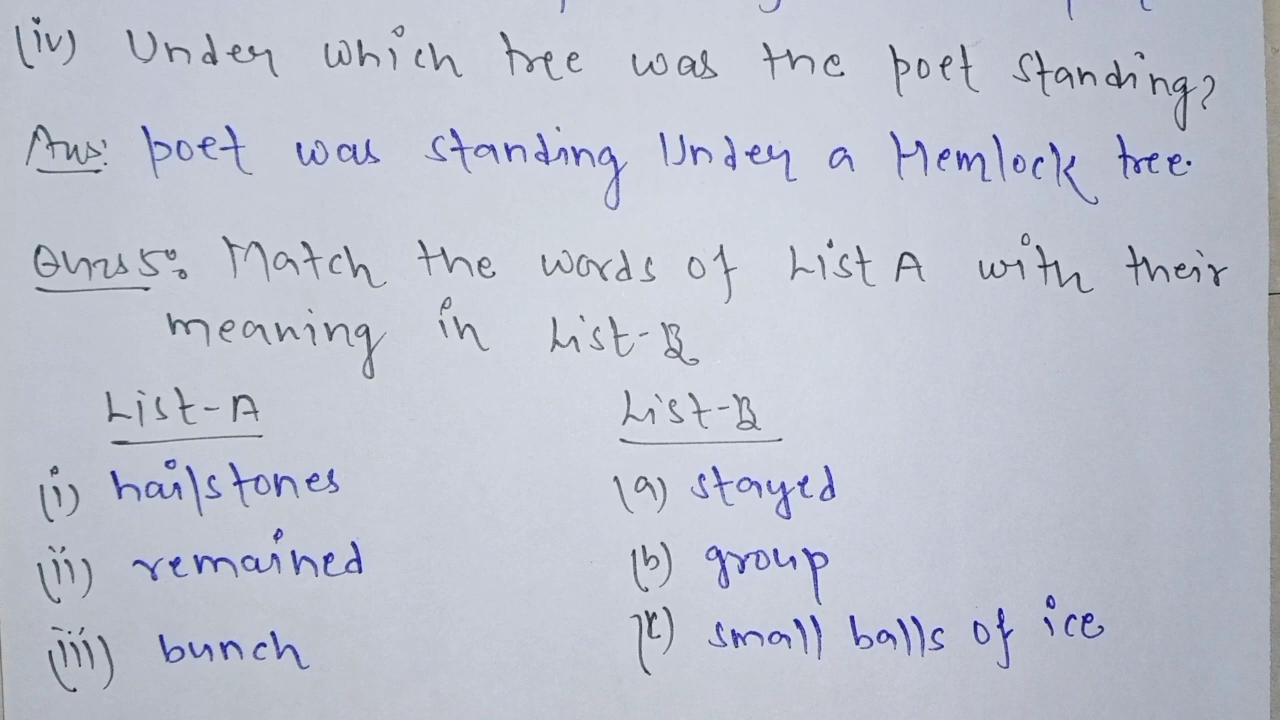 (iv) Under which tree was the poet standing?
Ans: poet was standing Under a Hemlock tree.
Ques 5: Match the words of List A with their
meaning in List-B
List-A List-B
(i) hailstones (a) stayed
(ii) remained (b) group
(iii) bunch (c) small balls of ice